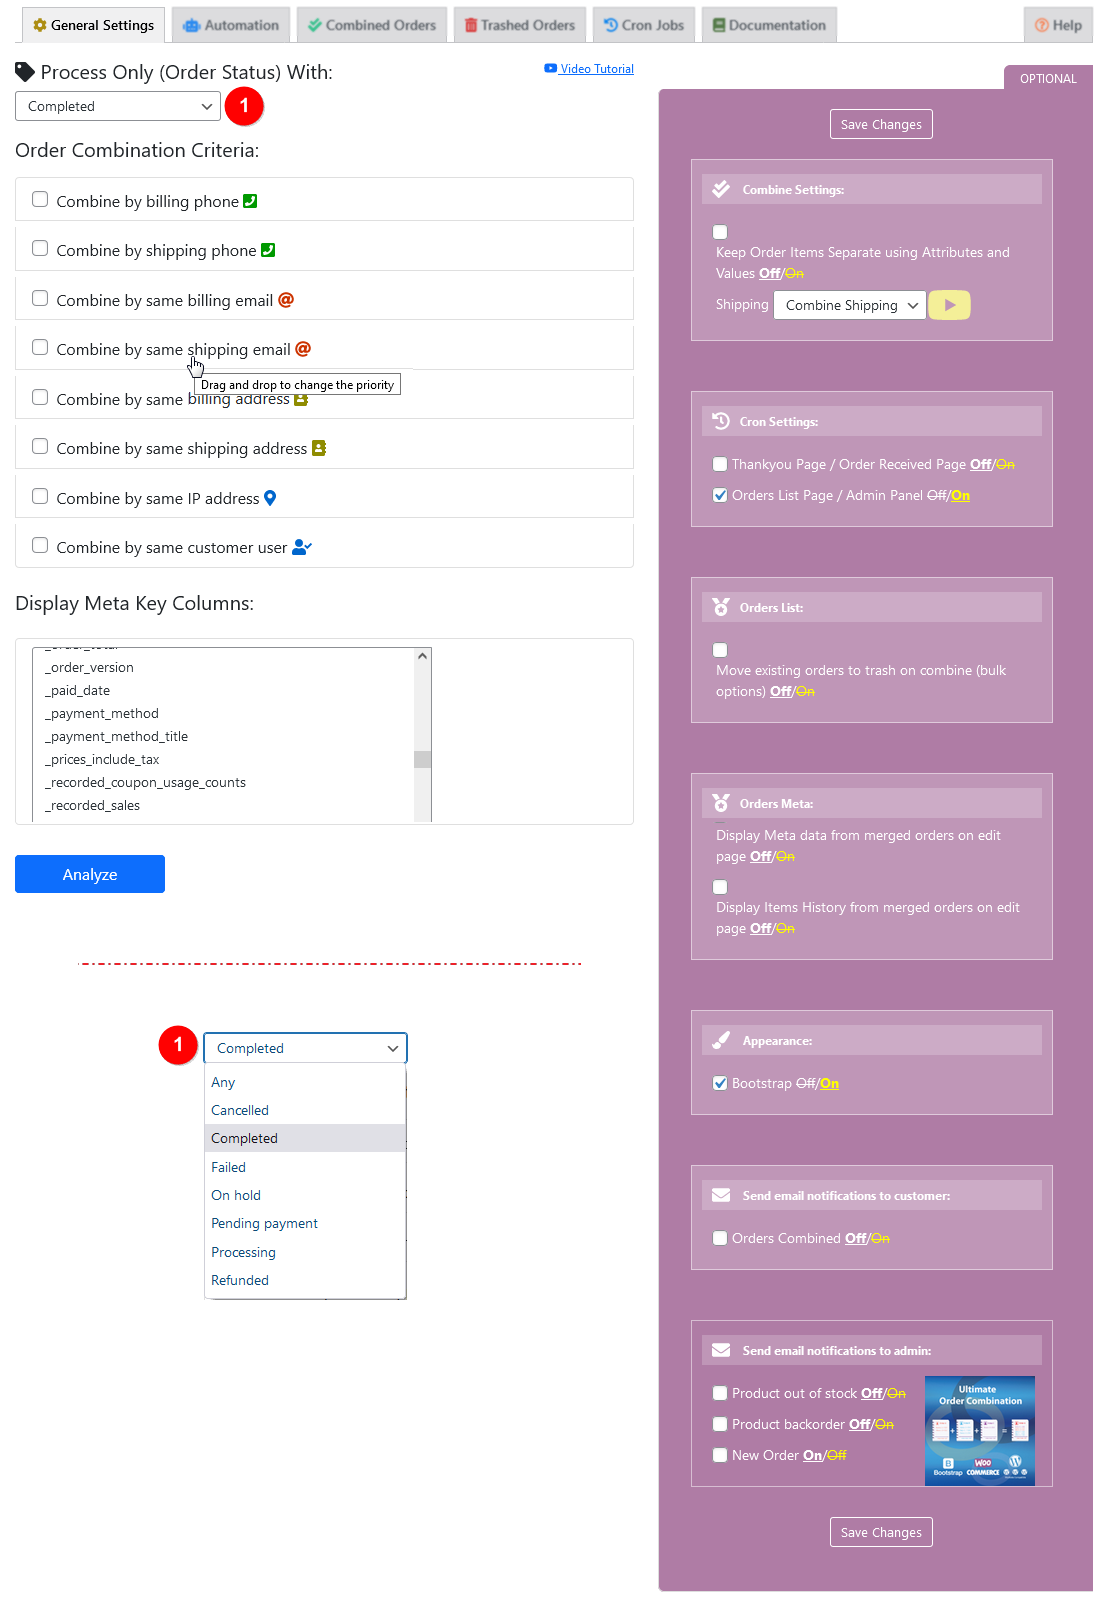 General Settings
Automation
Combined Orders
Trashed Orders
Cron Jobs
Documentation
Help
Process Only (Order Status) With:
Video Tutorial
Completed
1
Order Combination Criteria:
Combine by billing phone
Combine by shipping phone
Combine by same billing email
Combine by same shipping email
Drag and drop to change the priority
Combine by same billing address
Combine by same shipping address
Combine by same IP address
Combine by same customer user
Display Meta Key Columns:
_order_total
_order_version
_paid_date
_payment_method
_payment_method_title
_prices_include_tax
_recorded_coupon_usage_counts
_recorded_sales
Analyze
1
Completed
Any
Cancelled
Completed
Failed
On hold
Pending payment
Processing
Refunded
OPTIONAL
Save Changes
Combine Settings:
Keep Order Items Separate using Attributes and
Values Off/On
Shipping
Combine Shipping
Cron Settings:
Thankyou Page / Order Received Page Off/On
Orders List Page / Admin Panel Off/On
Orders List:
Move existing orders to trash on combine (bulk
options) Off/On
Orders Meta:
Display Meta data from merged orders on edit
page Off/On
Display Items History from merged orders on edit
page Off/On
Appearance:
Bootstrap Off/On
Send email notifications to customer:
Orders Combined Off/On
Send email notifications to admin:
Product out of stock Off/On
Product backorder Off/On
New Order On/Off
Ultimate
Order Combination
B
Bootstrap
WOO
COMMERCE
Save Changes